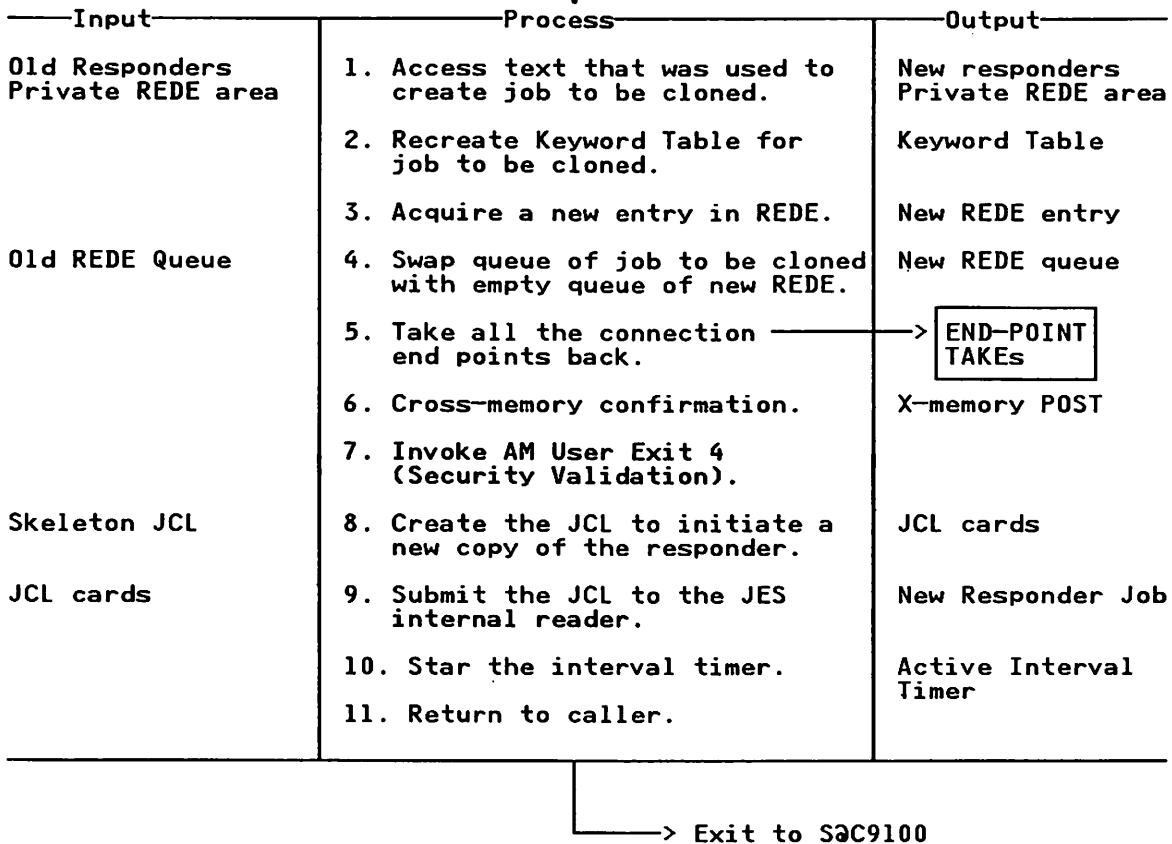 Input Process Output
Old Responders 1. Access text that was used to New responders
Private REDE area create job to be cloned. Private REDE area
2. Recreate Keyword Table for Keyword Table
job to be cloned.
3. Acquire a new entry in REDE. New REDE entry
Old REDE Queue 4. Swap queue of job to be cloned New REDE queue
with empty queue of new REDE.
5. Take all the connection > END-POINT
end points back. TAKEs
6. Cross-memory confirmation. X-memory POST
7. Invoke AM User Exit 4
(Security Validation).
Skeleton JCL 8. Create the JCL to initiate a JCL cards
new copy of the responder.
JCL cards 9. Submit the JCL to the JES New Responder Job
internal reader.
10. Star the interval timer. Active Interval
Timer
11. Return to caller.
> Exit to SƏC9100